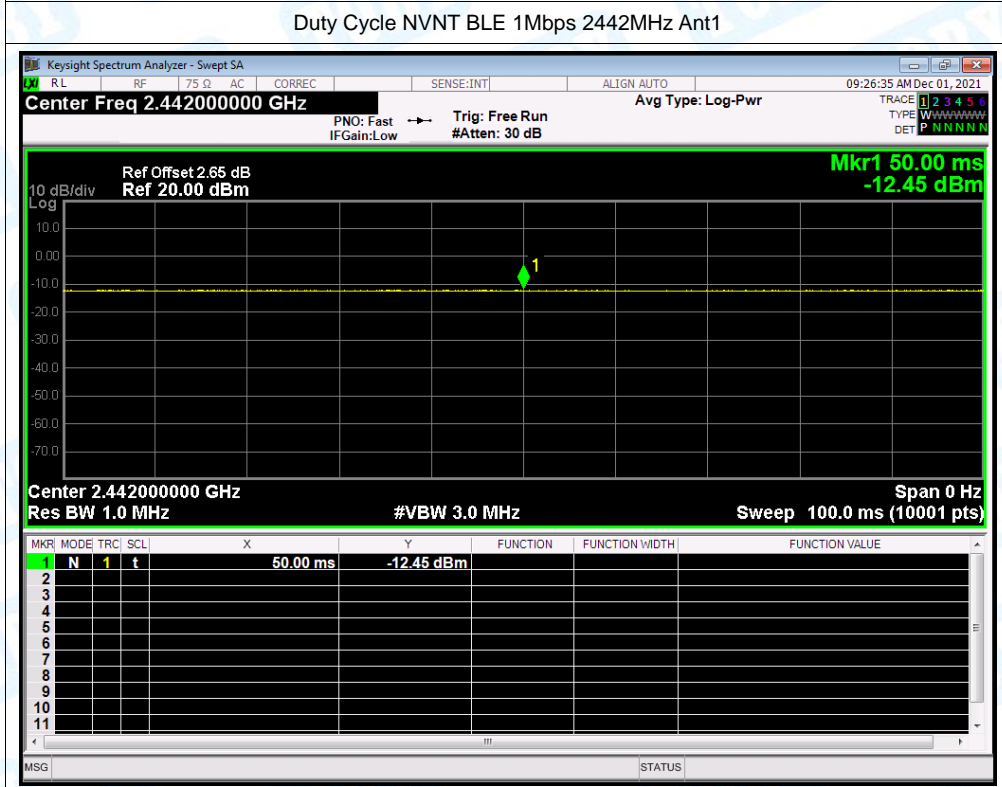 Duty Cycle NVNT BLE 1Mbps 2442MHz Ant1
Keysight Spectrum Analyzer - Swept SA
LXI RL RF 75 Ω AC CORREC SENSE:INT ALIGN AUTO 09:26:35 AM Dec 01, 2021
Center Freq 2.442000000 GHz Avg Type: Log-Pwr TRACE 1 2 3 4 5 6
PNO: Fast Trig: Free Run TYPE WWWWWW
IFGain:Low #Atten: 30 dB DET P N N N N N
Mkr1 50.00 ms
Ref Offset 2.65 dB
10 dB/div Ref 20.00 dBm -12.45 dBm
Log
10.0
0.00
1
-10.0
-20.0
-30.0
-40.0
-50.0
-60.0
-70.0
Center 2.442000000 GHz Span 0 Hz
Res BW 1.0 MHz #VBW 3.0 MHz Sweep 100.0 ms (10001 pts)
MKR MODE TRC SCL X Y FUNCTION FUNCTION WIDTH FUNCTION VALUE
1 N 1 t 50.00 ms -12.45 dBm
2
3
4
5
6
7
8
9
10
11
MSG STATUS